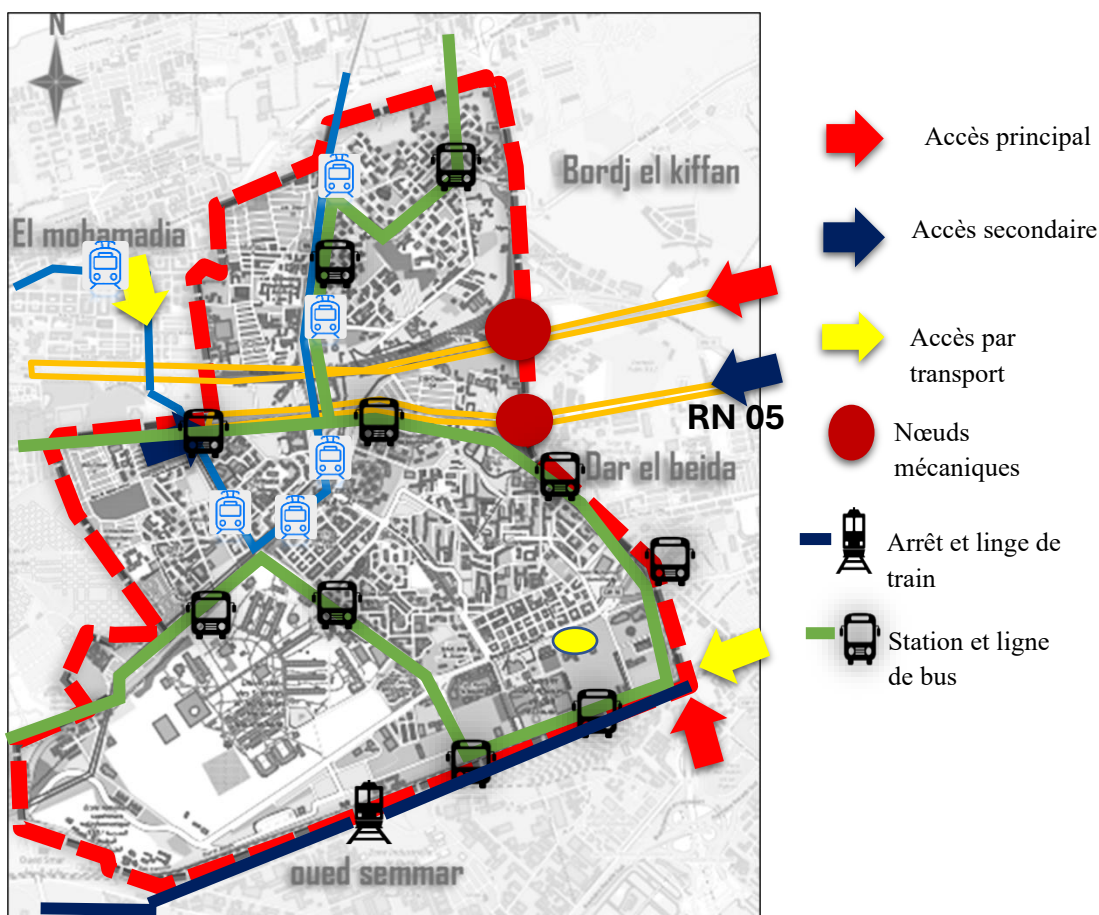 N
Bordj el kiffan
El mohamadia
RN 05
Dar el beida
oued semmar
Accès principal
Accès secondaire
Accès par
transport
Nœuds
mécaniques
Arrêt et linge de
train
Station et ligne
de bus